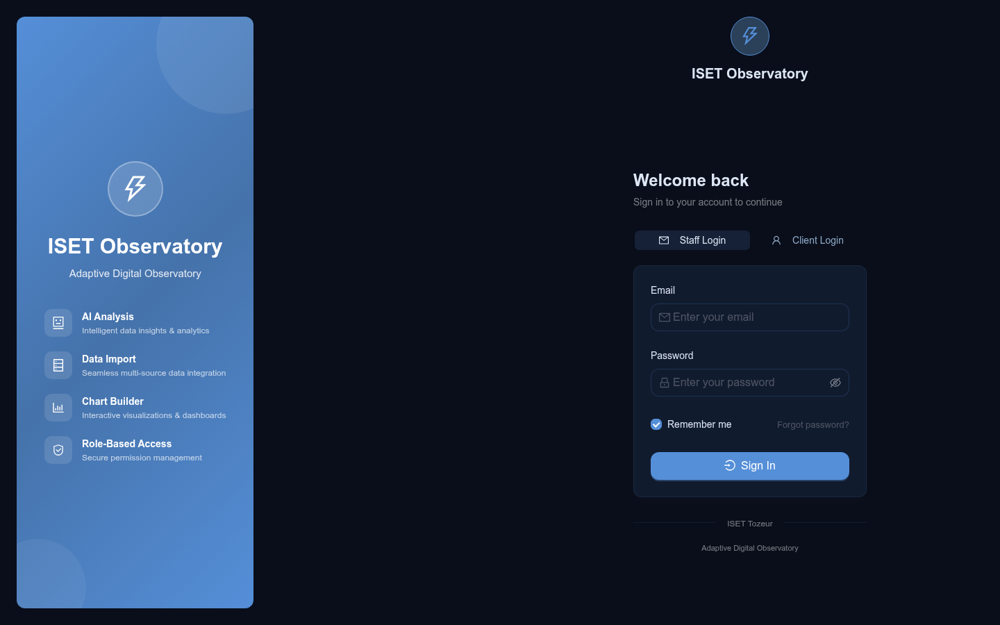 ISET Observatory
Adaptive Digital Observatory
AI Analysis
Intelligent data insights & analytics
Data Import
Seamless multi-source data integration
Chart Builder
Interactive visualizations & dashboards
Role-Based Access
Secure permission management
ISET Observatory
Welcome back
Sign in to your account to continue
Staff Login
Client Login
Email
Enter your email
Password
Enter your password
Remember me
Forgot password?
Sign In
ISET Tozeur
Adaptive Digital Observatory